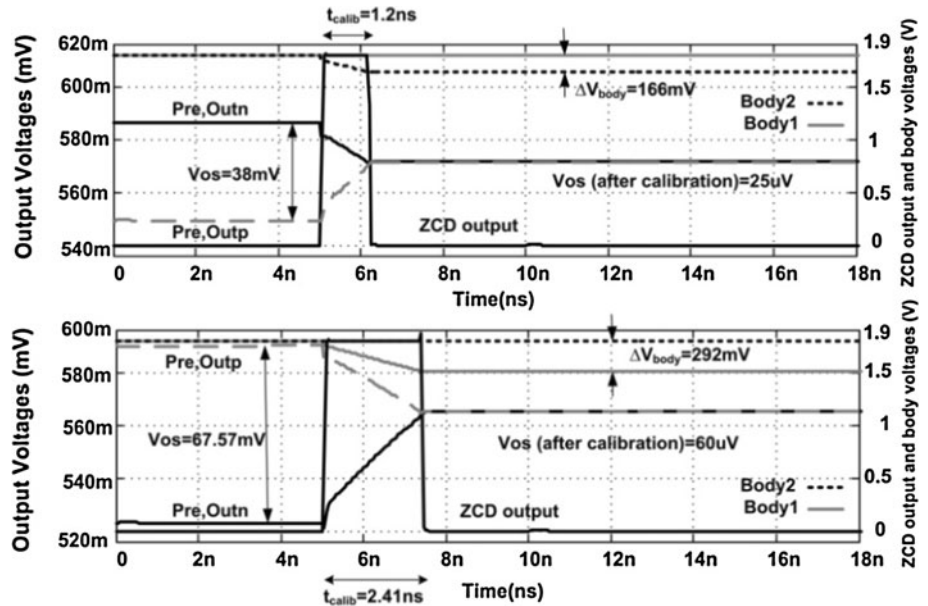 t_calib=1.2ns
Output Voltages (mV)
620m
600m
580m
560m
540m
Pre,Outn
Vos=38mV
Pre,Outp
ΔV_body=166mV
Body2
Body1
Vos (after calibration)=25uV
ZCD output
1.9
1.5
1
0.5
0
ZCD output and body voltages (V)
0 2n 4n 6n 8n 10n 12n 14n 16n 18n
Time(ns)
Output Voltages (mV)
600m
580m
560m
540m
520m
Pre,Outp
Vos=67.57mV
Pre,Outn
ΔV_body=292mV
Vos (after calibration)=60uV
Body2
Body1
ZCD output
1.9
1.5
1
0.5
0
ZCD output and body voltages (V)
0 2n 4n 6n 8n 10n 12n 14n 16n 18n
t_calib=2.41ns
Time(ns)